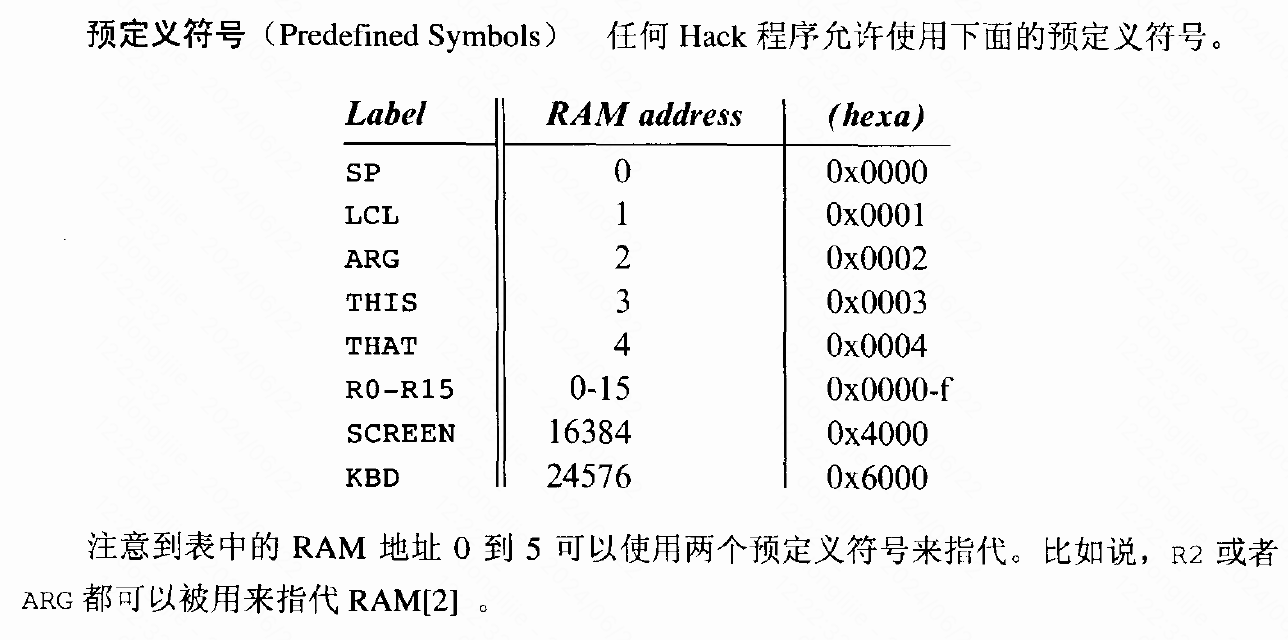 预定义符号（Predefined Symbols） 任何 Hack 程序允许使用下面的预定义符号。
Label RAM address (hexa)
SP 0 0x0000
LCL 1 0x0001
ARG 2 0x0002
THIS 3 0x0003
THAT 4 0x0004
R0-R15 0-15 0x0000-f
SCREEN 16384 0x4000
KBD 24576 0x6000
注意到表中的 RAM 地址 0 到 5 可以使用两个预定义符号来指代。比如说，R2 或者
ARG 都可以被用来指代 RAM[2] 。